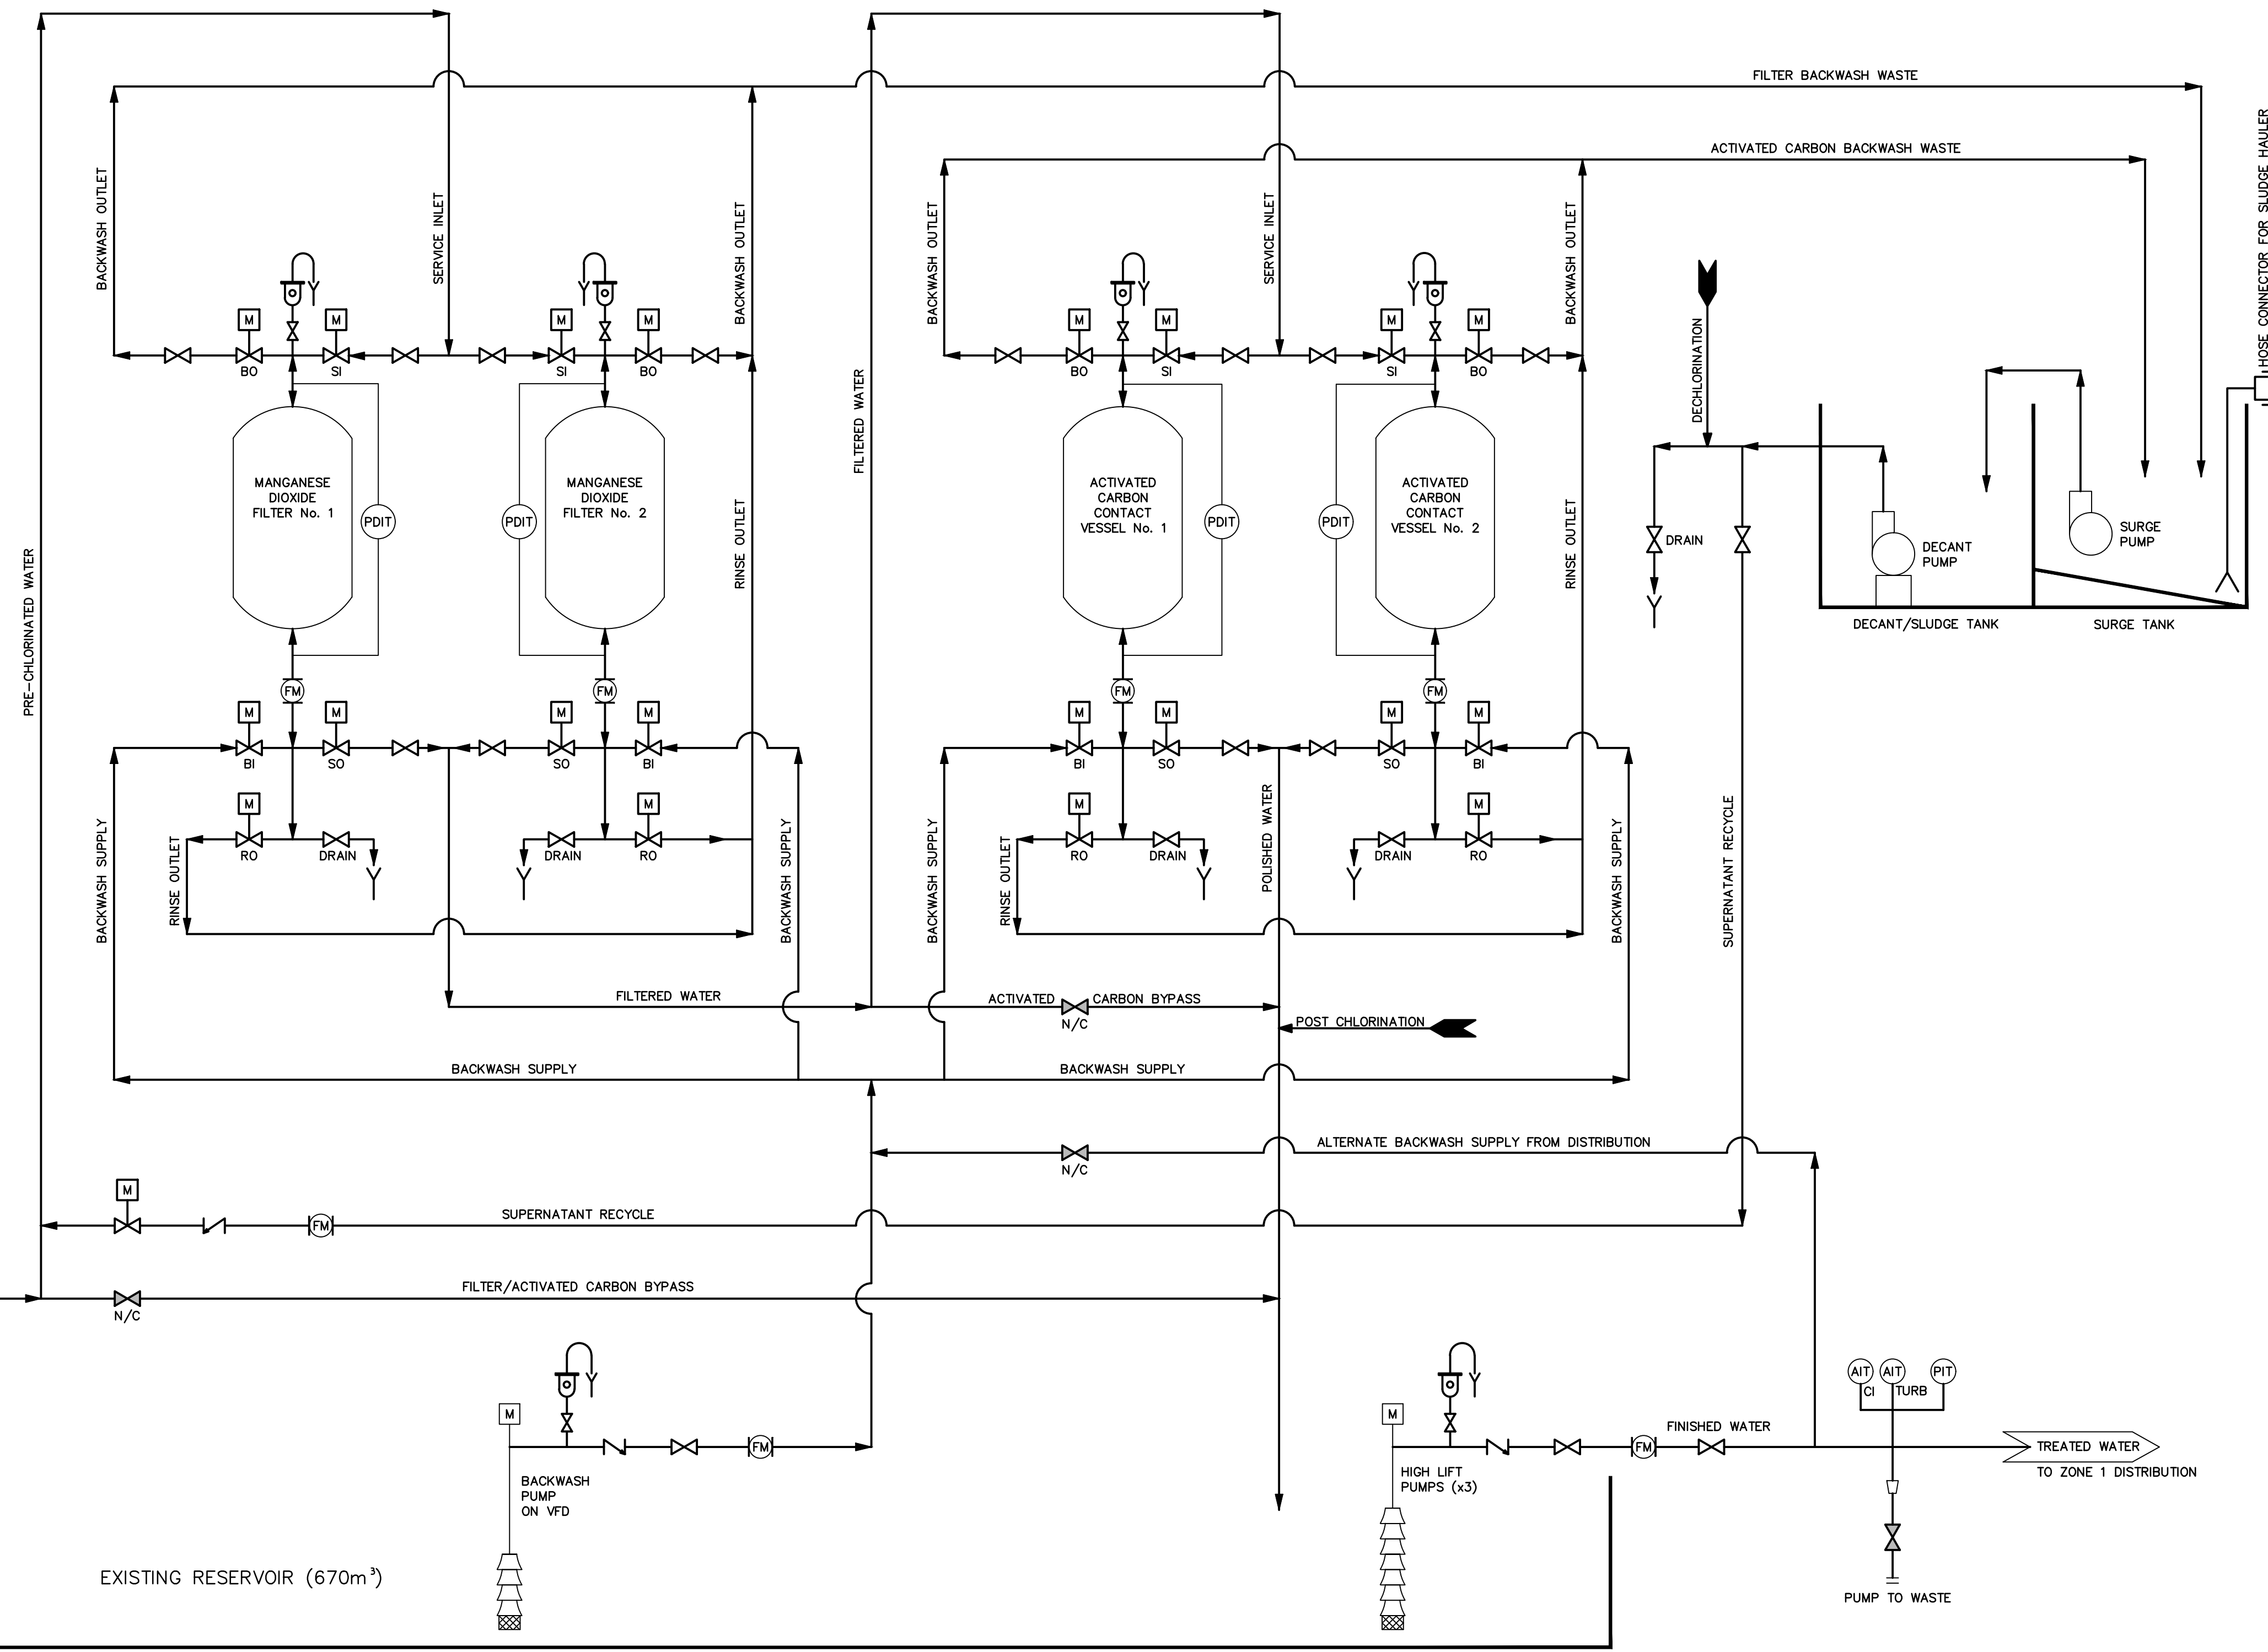 FILTER BACKWASH WASTE
ACTIVATED CARBON BACKWASH WASTE
HOSE CONNECTOR FOR SLUDGE HAULER
BACKWASH OUTLET
SERVICE INLET
BACKWASH OUTLET
BACKWASH OUTLET
SERVICE INLET
BACKWASH OUTLET
M
M
M
M
M
M
M
M
BO
SI
SI
BO
BO
SI
SI
BO
DECHLORINATION
FILTERED WATER
MANGANESE
DIOXIDE
FILTER No. 1
PDIT
PDIT
MANGANESE
DIOXIDE
FILTER No. 2
RINSE OUTLET
ACTIVATED
CARBON
CONTACT
VESSEL No. 1
PDIT
PDIT
ACTIVATED
CARBON
CONTACT
VESSEL No. 2
RINSE OUTLET
DRAIN
DECANT
PUMP
SURGE
PUMP
DECANT/SLUDGE TANK
SURGE TANK
PRE-CHLORINATED WATER
FM
FM
FM
FM
M
M
M
M
M
M
M
M
BI
SO
SO
BI
BI
SO
SO
BI
M
M
M
M
RO
DRAIN
DRAIN
RO
RO
DRAIN
DRAIN
RO
BACKWASH SUPPLY
RINSE OUTLET
BACKWASH SUPPLY
BACKWASH SUPPLY
RINSE OUTLET
POLISHED WATER
BACKWASH SUPPLY
SUPERNATANT RECYCLE
FILTERED WATER
ACTIVATED CARBON BYPASS
N/C
POST CHLORINATION
BACKWASH SUPPLY
BACKWASH SUPPLY
ALTERNATE BACKWASH SUPPLY FROM DISTRIBUTION
N/C
M
FM
SUPERNATANT RECYCLE
FILTER/ACTIVATED CARBON BYPASS
N/C
M
FM
BACKWASH
PUMP
ON VFD
M
HIGH LIFT
PUMPS (x3)
FM
FINISHED WATER
AIT
AIT
PIT
Cl
TURB
TREATED WATER
TO ZONE 1 DISTRIBUTION
EXISTING RESERVOIR (670m³)
PUMP TO WASTE